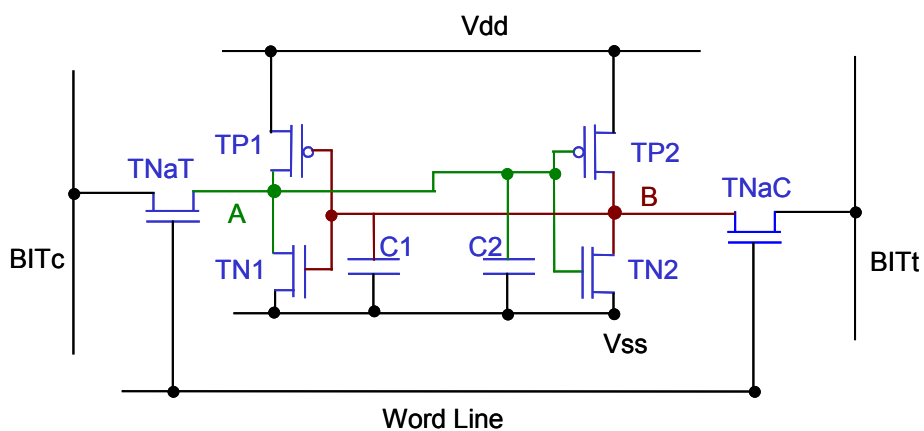 Vdd
TP1
TP2
TNaT
TNaC
A
B
BITc
TN1
C1
C2
TN2
BITt
Vss
Word Line